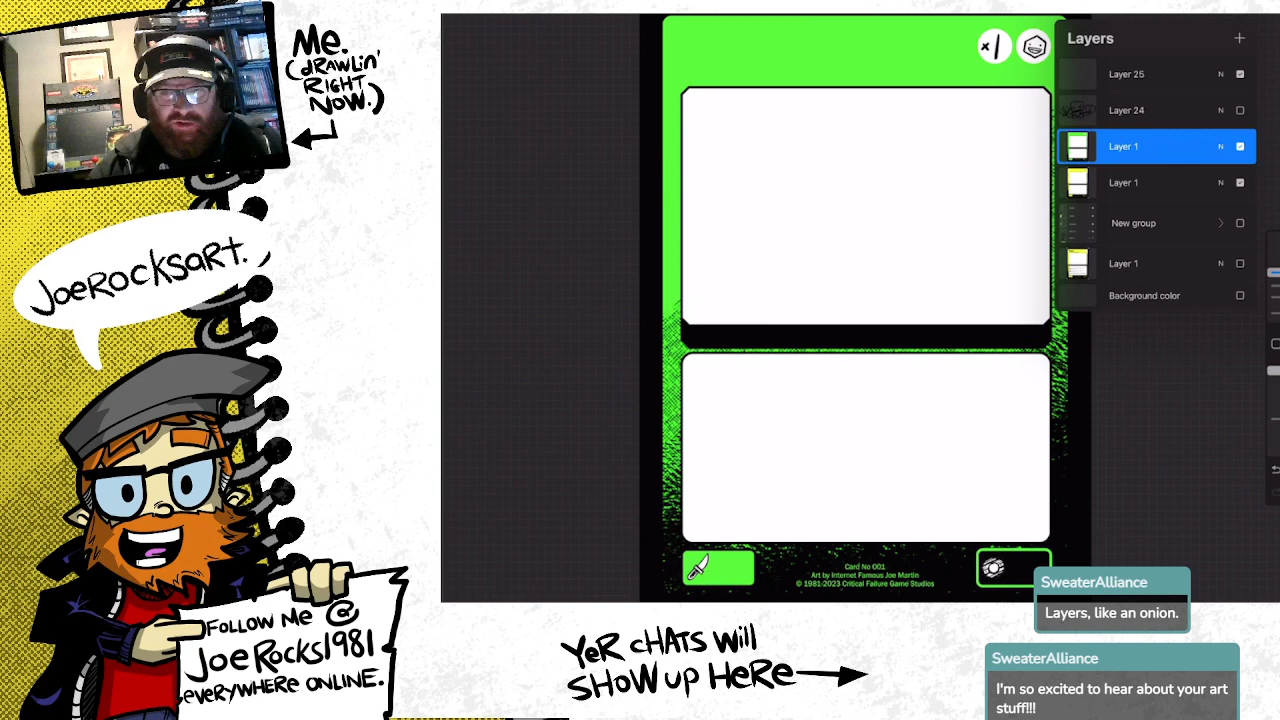 Me.
(dRAWLin'
RIGHT
NOW.)
JOEROCKSART.
FOLLOW ME @
JOEROCKS1981
EVERYWHERE ONLINE.
x1
Layers
Layer 25 N
Layer 24 N
Layer 1 N
Layer 1 N
New group
Layer 1 N
Background color
Card No 001
Art by Internet Famous Joe Martin
© 1981-2023 Critical Failure Game Studios
YeR cHATS Will
SHOW up HeRe
SweaterAlliance
Layers, like an onion.
SweaterAlliance
I'm so excited to hear about your art
stuff!!!